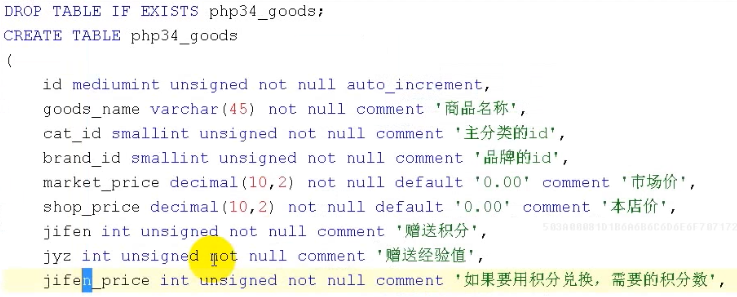 DROP TABLE IF EXISTS php34_goods;
CREATE TABLE php34_goods
(
id mediumint unsigned not null auto_increment,
goods_name varchar(45) not null comment '商品名称',
cat_id smallint unsigned not null comment '主分类的id',
brand_id smallint unsigned not null comment '品牌的id',
market_price decimal(10,2) not null default '0.00' comment '市场价',
shop_price decimal(10,2) not null default '0.00' comment '本店价',
jifen int unsigned not null comment '赠送积分',
jyz int unsigned not null comment '赠送经验值',
jifen_price int unsigned not null comment '如果要用积分兑换，需要的积分数',